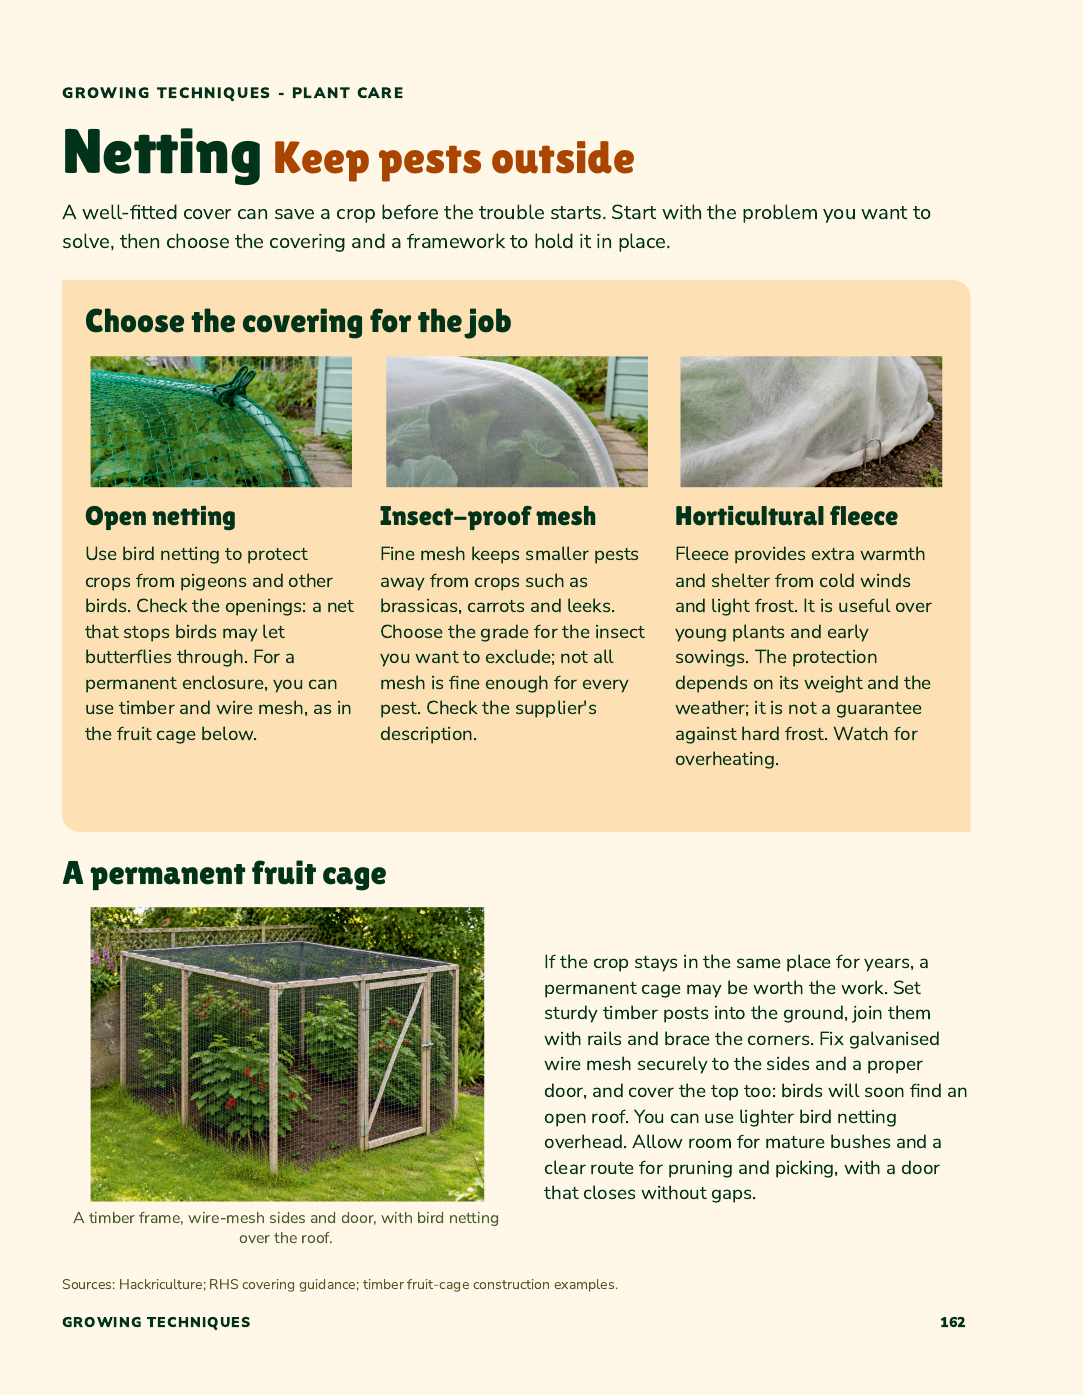 GROWING TECHNIQUES - PLANT CARE
Netting Keep pests outside
A well-fitted cover can save a crop before the trouble starts. Start with the problem you want to
solve, then choose the covering and a framework to hold it in place.
Choose the covering for the job
Open netting
Use bird netting to protect
crops from pigeons and other
birds. Check the openings: a net
that stops birds may let
butterflies through. For a
permanent enclosure, you can
use timber and wire mesh, as in
the fruit cage below.
Insect-proof mesh
Fine mesh keeps smaller pests
away from crops such as
brassicas, carrots and leeks.
Choose the grade for the insect
you want to exclude; not all
mesh is fine enough for every
pest. Check the supplier's
description.
Horticultural fleece
Fleece provides extra warmth
and shelter from cold winds
and light frost. It is useful over
young plants and early
sowings. The protection
depends on its weight and the
weather; it is not a guarantee
against hard frost. Watch for
overheating.
A permanent fruit cage
If the crop stays in the same place for years, a
permanent cage may be worth the work. Set
sturdy timber posts into the ground, join them
with rails and brace the corners. Fix galvanised
wire mesh securely to the sides and a proper
door, and cover the top too: birds will soon find an
open roof. You can use lighter bird netting
overhead. Allow room for mature bushes and a
clear route for pruning and picking, with a door
that closes without gaps.
A timber frame, wire-mesh sides and door, with bird netting
over the roof.
Sources: Hackriculture; RHS covering guidance; timber fruit-cage construction examples.
GROWING TECHNIQUES
162